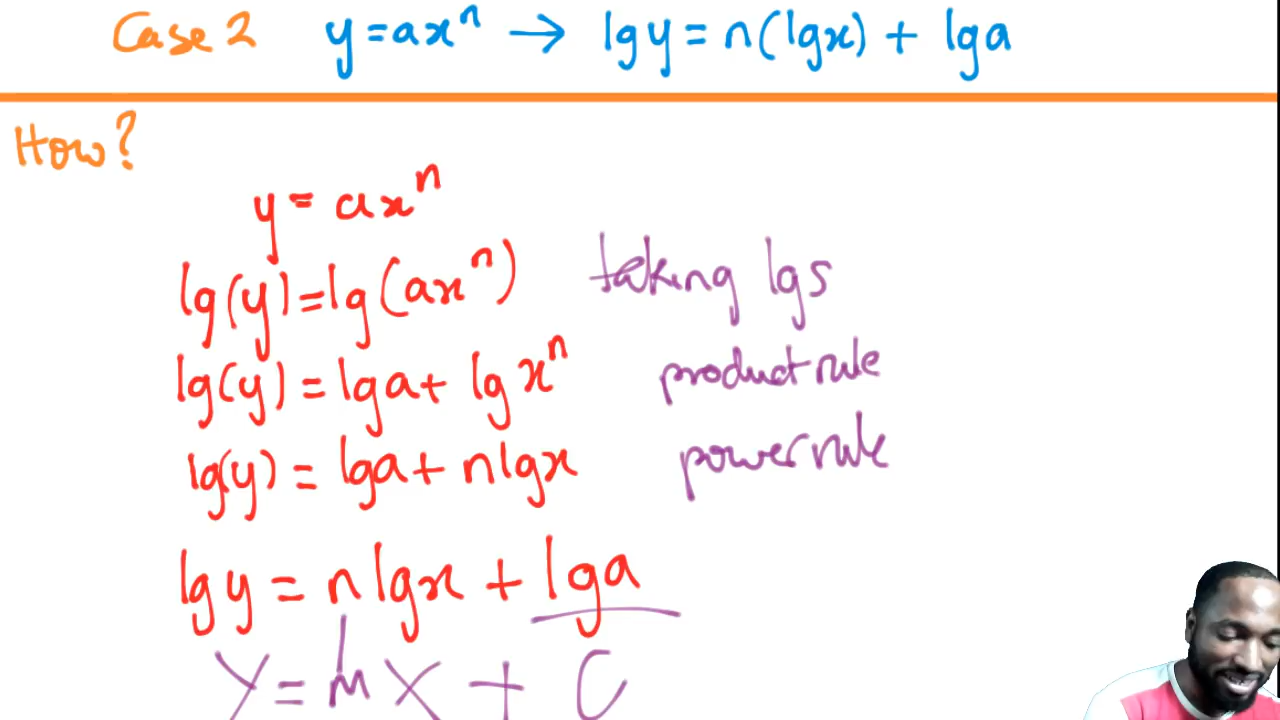 Case 2 y = axⁿ → lg y = n(lgx) + lga
How?
y = axⁿ
lg(y) = lg(axⁿ) taking lgs
lg(y) = lga + lg xⁿ product rule
lg(y) = lga + nlgx power rule
lg y = n lgx + lga
Y = m X + C